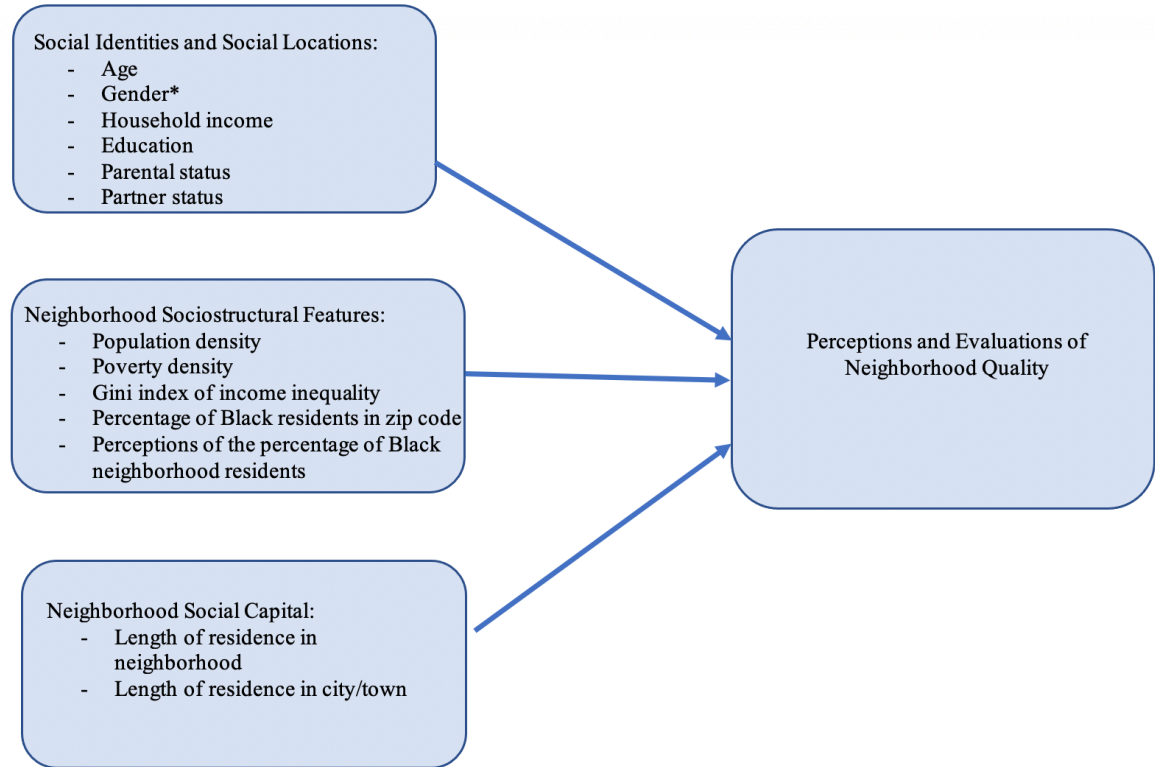 Social Identities and Social Locations:
- Age
- Gender*
- Household income
- Education
- Parental status
- Partner status
Neighborhood Sociostructural Features:
- Population density
- Poverty density
- Gini index of income inequality
- Percentage of Black residents in zip code
- Perceptions of the percentage of Black
neighborhood residents
Neighborhood Social Capital:
- Length of residence in
neighborhood
- Length of residence in city/town
Perceptions and Evaluations of
Neighborhood Quality